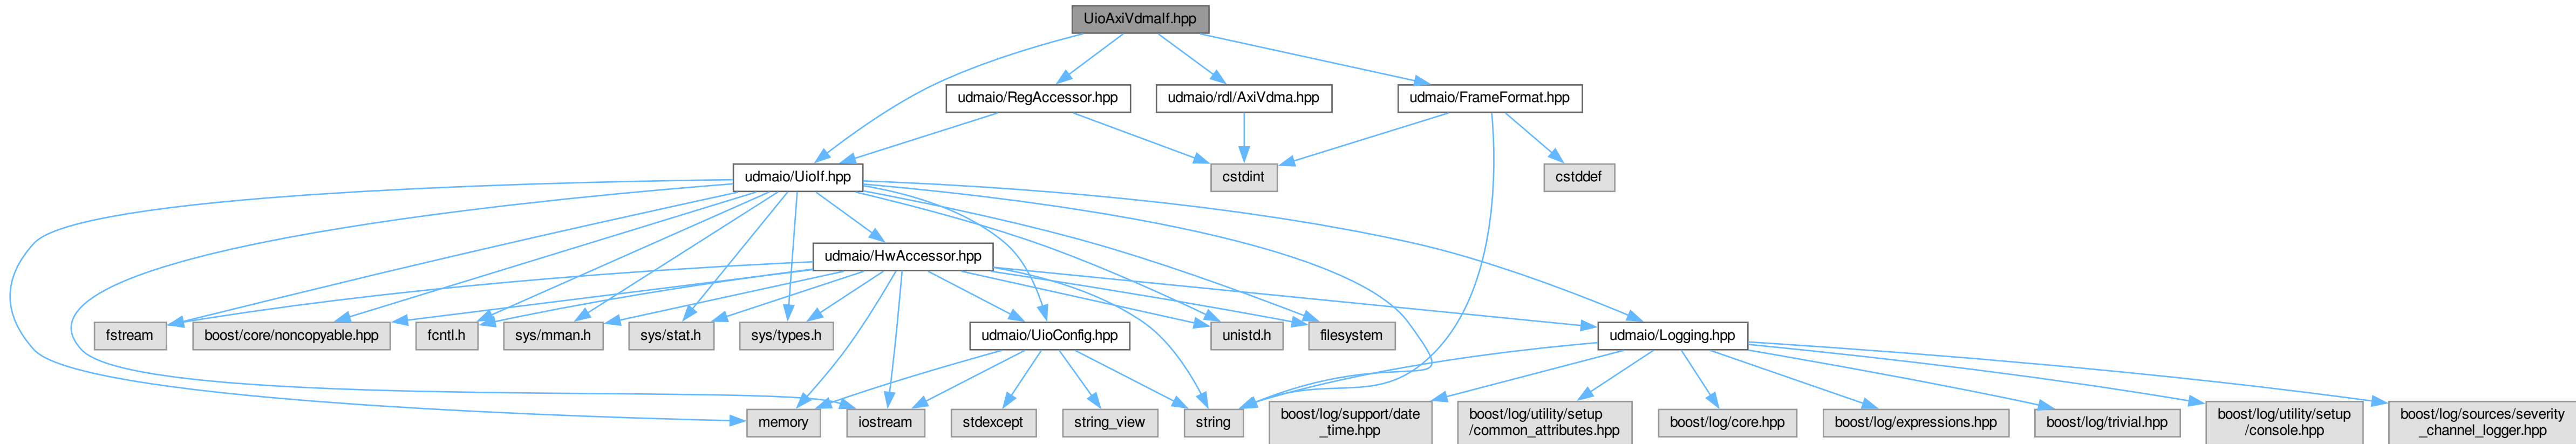 UioAxiVdmaIf.hpp
udmaio/RegAccessor.hpp
udmaio/rdl/AxiVdma.hpp
udmaio/FrameFormat.hpp
udmaio/UioIf.hpp
cstdint
cstddef
udmaio/HwAccessor.hpp
fstream
boost/core/noncopyable.hpp
fcntl.h
sys/mman.h
sys/stat.h
sys/types.h
udmaio/UioConfig.hpp
unistd.h
filesystem
udmaio/Logging.hpp
memory
iostream
stdexcept
string_view
string
boost/log/support/date
_time.hpp
boost/log/utility/setup
/common_attributes.hpp
boost/log/core.hpp
boost/log/expressions.hpp
boost/log/trivial.hpp
boost/log/utility/setup
/console.hpp
boost/log/sources/severity
_channel_logger.hpp